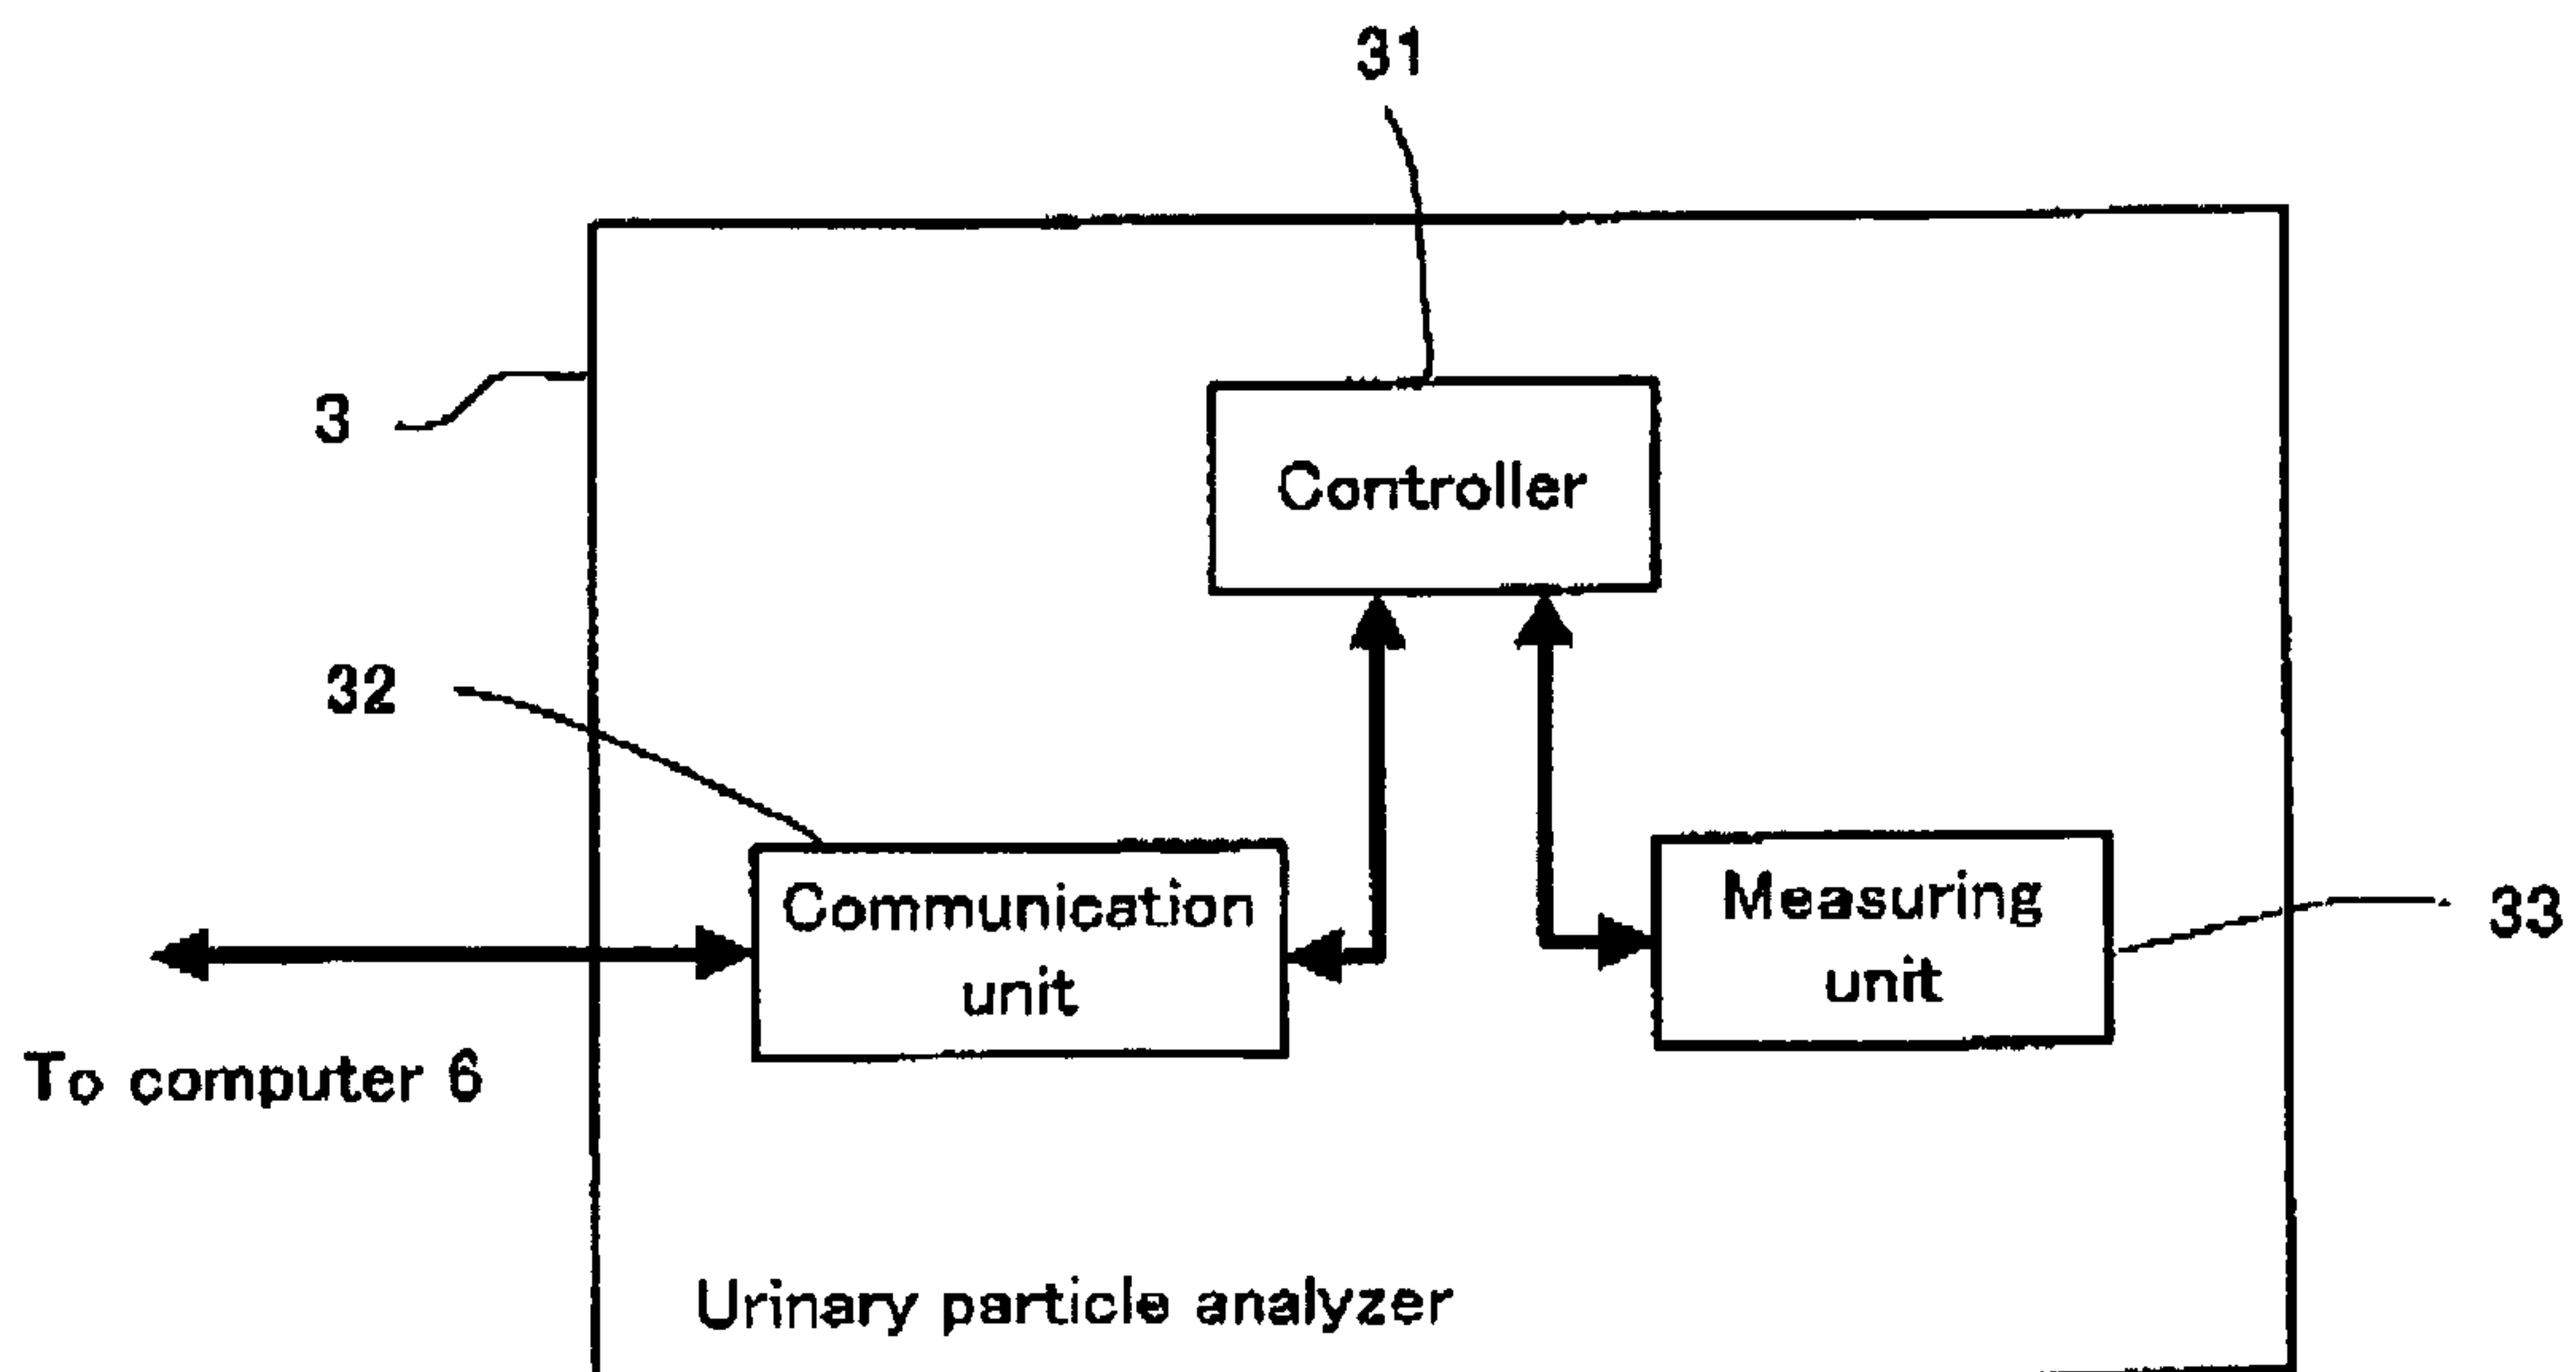 31
3
Controller
32
Communication
unit
Measuring
unit
33
To computer 6
Urinary particle analyzer